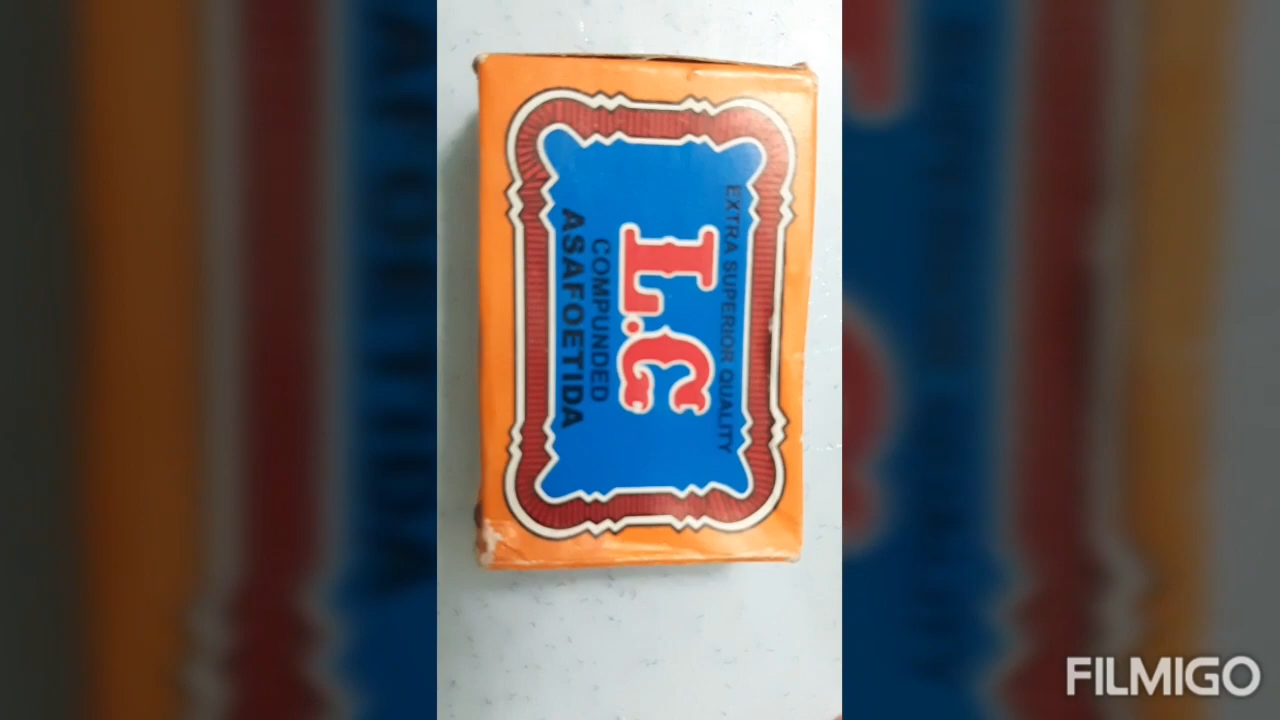 EXTRA SUPERIOR QUALITY
L.G
COMPUNDED
ASAFOETIDA
FILMIGO